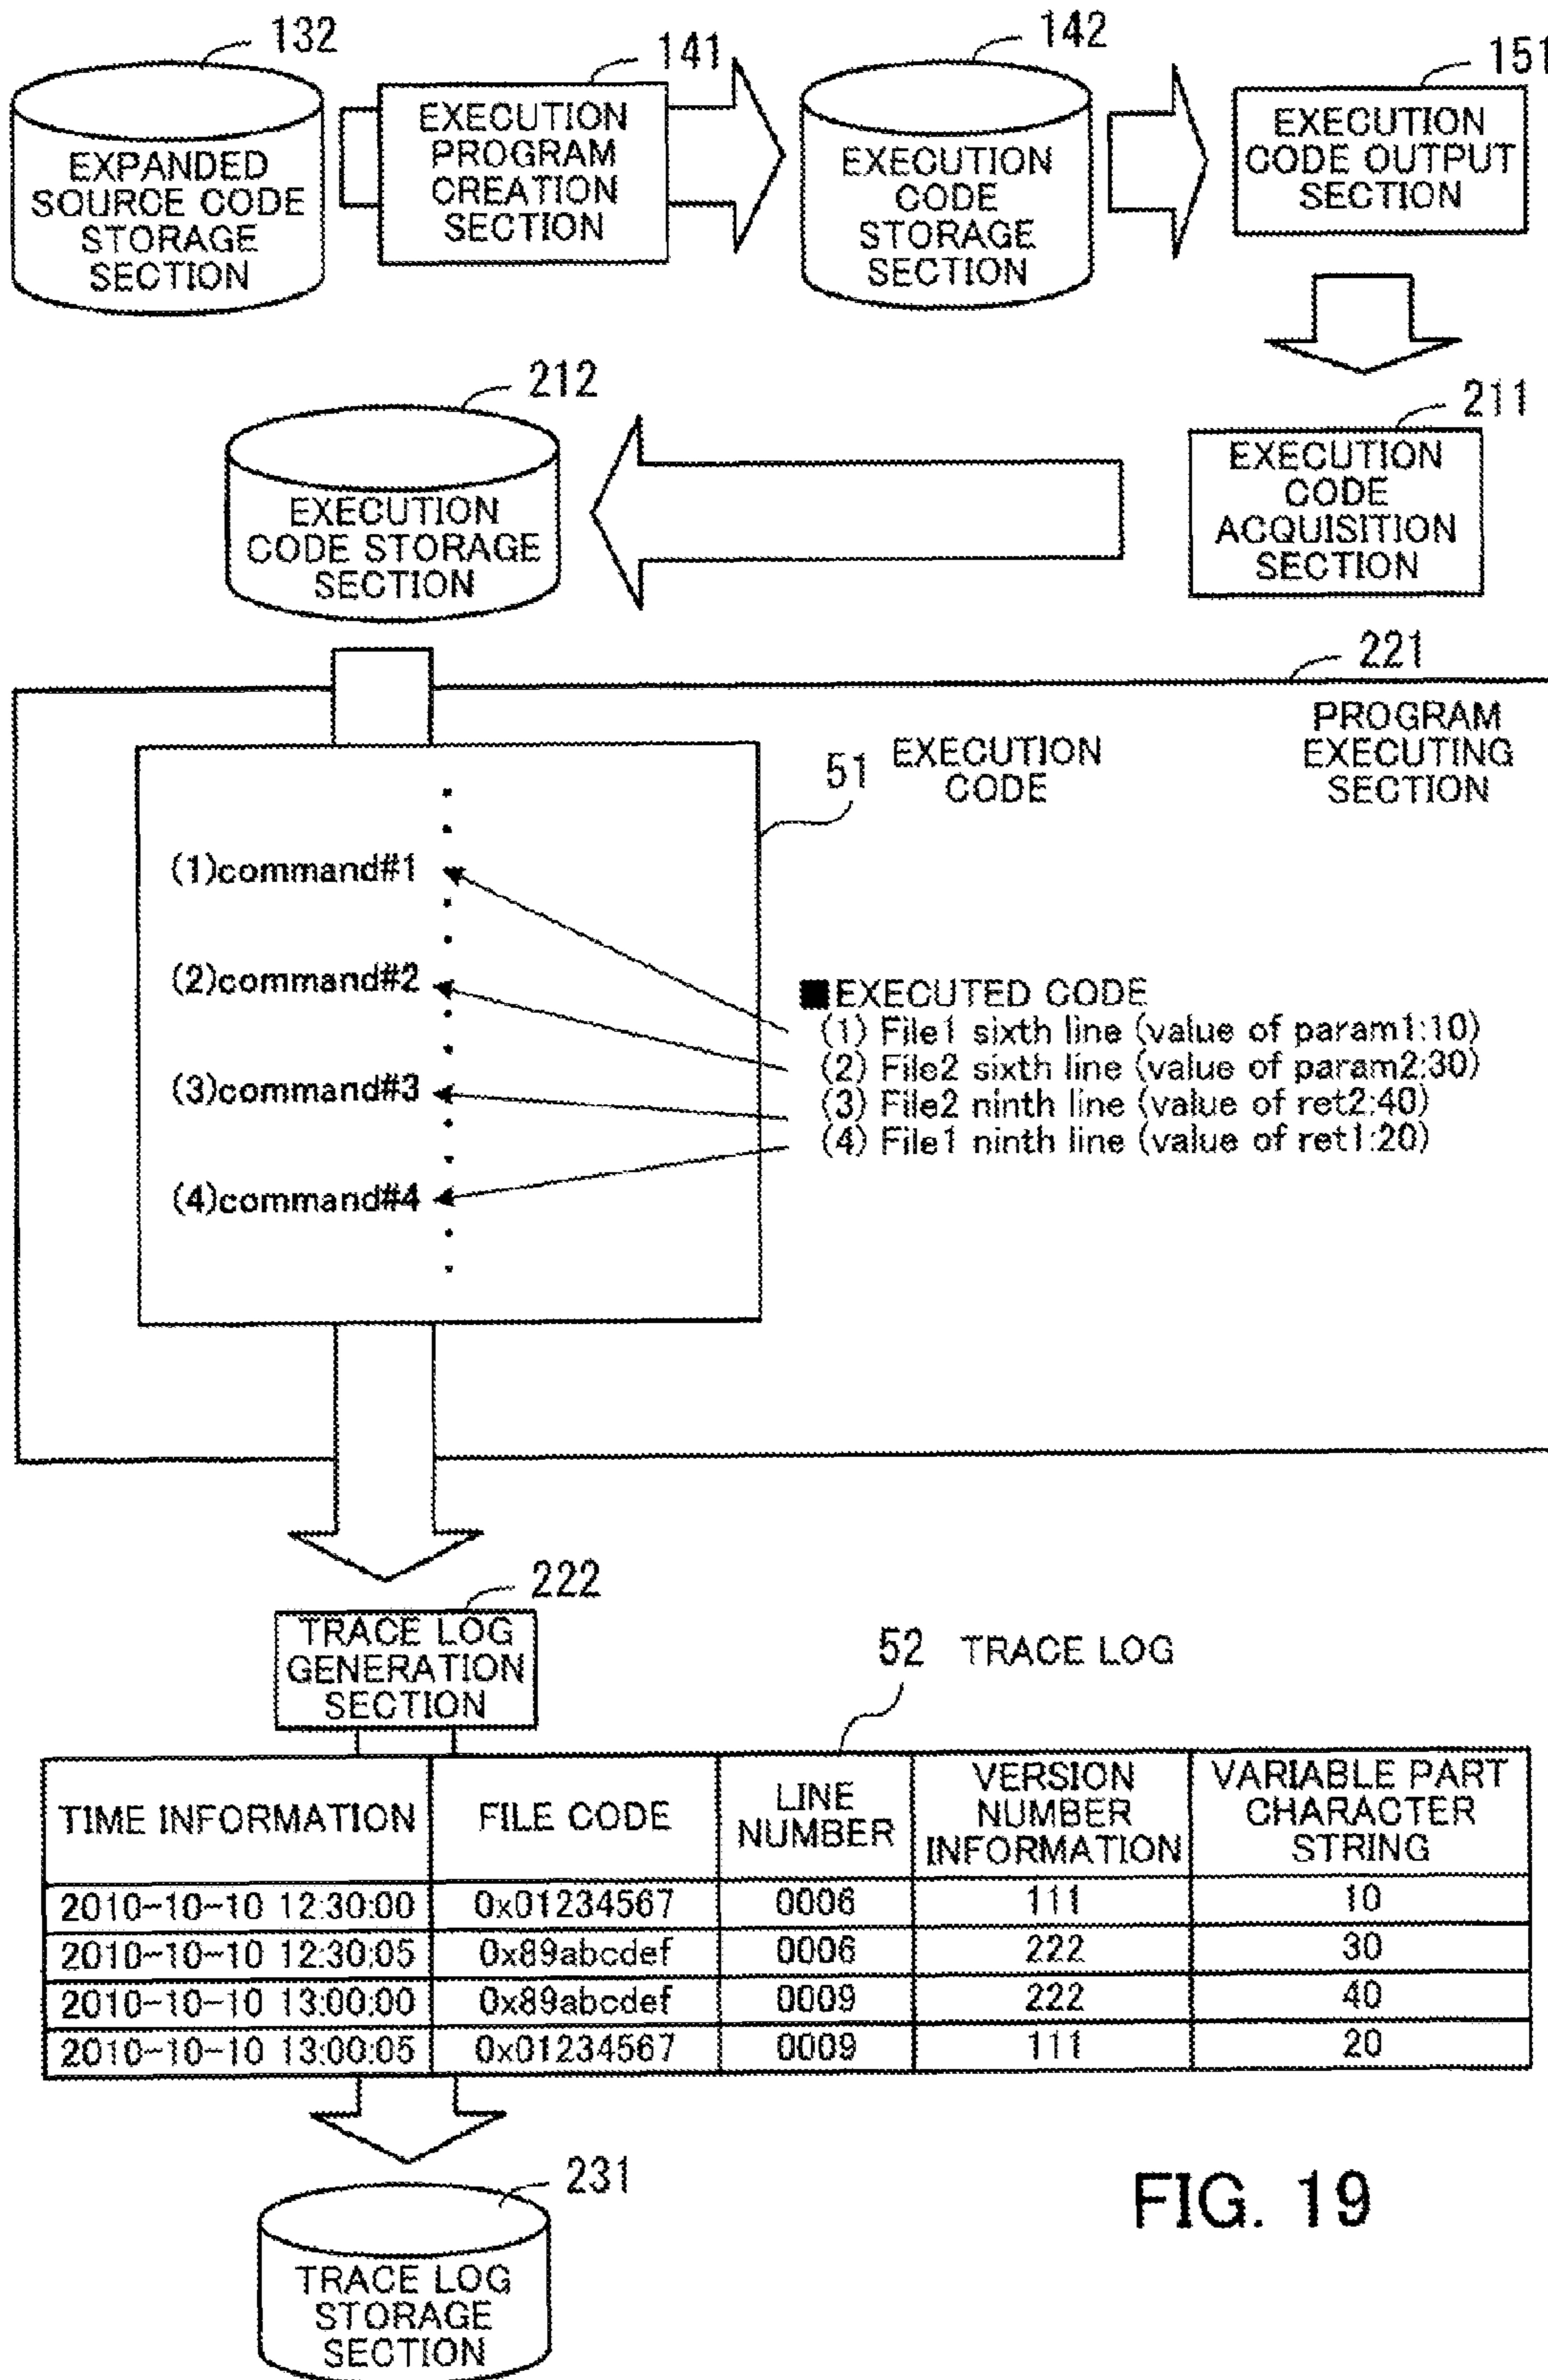 132
141
142
151
EXPANDED
SOURCE CODE
STORAGE
SECTION
EXECUTION
PROGRAM
CREATION
SECTION
EXECUTION
CODE
STORAGE
SECTION
EXECUTION
CODE OUTPUT
SECTION
212
211
EXECUTION
CODE STORAGE
SECTION
EXECUTION
CODE
ACQUISITION
SECTION
221
PROGRAM
EXECUTING
SECTION
51
EXECUTION
CODE
(1)command#1
(2)command#2
(3)command#3
(4)command#4
■EXECUTED CODE
(1) File1 sixth line (value of param1:10)
(2) File2 sixth line (value of param2:30)
(3) File2 ninth line (value of ret2:40)
(4) File1 ninth line (value of ret1:20)
222
TRACE LOG
GENERATION
SECTION
52 TRACE LOG
TIME INFORMATION
FILE CODE
LINE
NUMBER
VERSION
NUMBER
INFORMATION
VARIABLE PART
CHARACTER
STRING
2010-10-10 12:30:00 0x01234567 0006 111 10
2010-10-10 12:30:05 0x89abcdef 0006 222 30
2010-10-10 13:00:00 0x89abcdef 0009 222 40
2010-10-10 13:00:05 0x01234567 0009 111 20
231
TRACE LOG
STORAGE
SECTION
FIG. 19